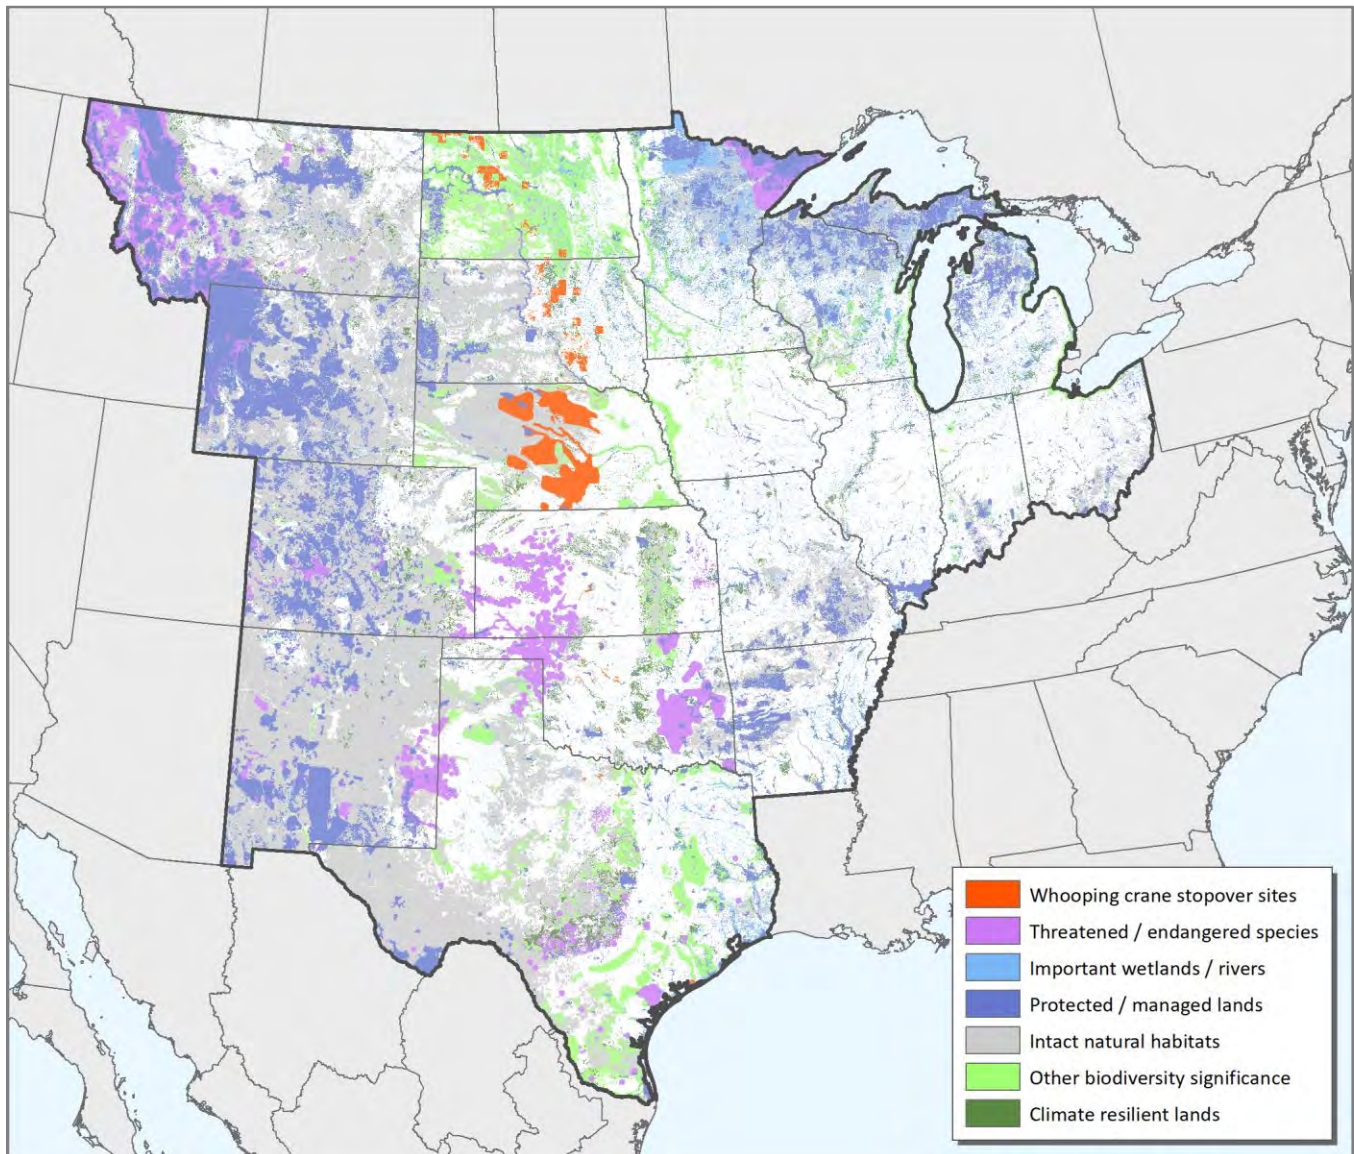 Whooping crane stopover sites
Threatened / endangered species
Important wetlands / rivers
Protected / managed lands
Intact natural habitats
Other biodiversity significance
Climate resilient lands